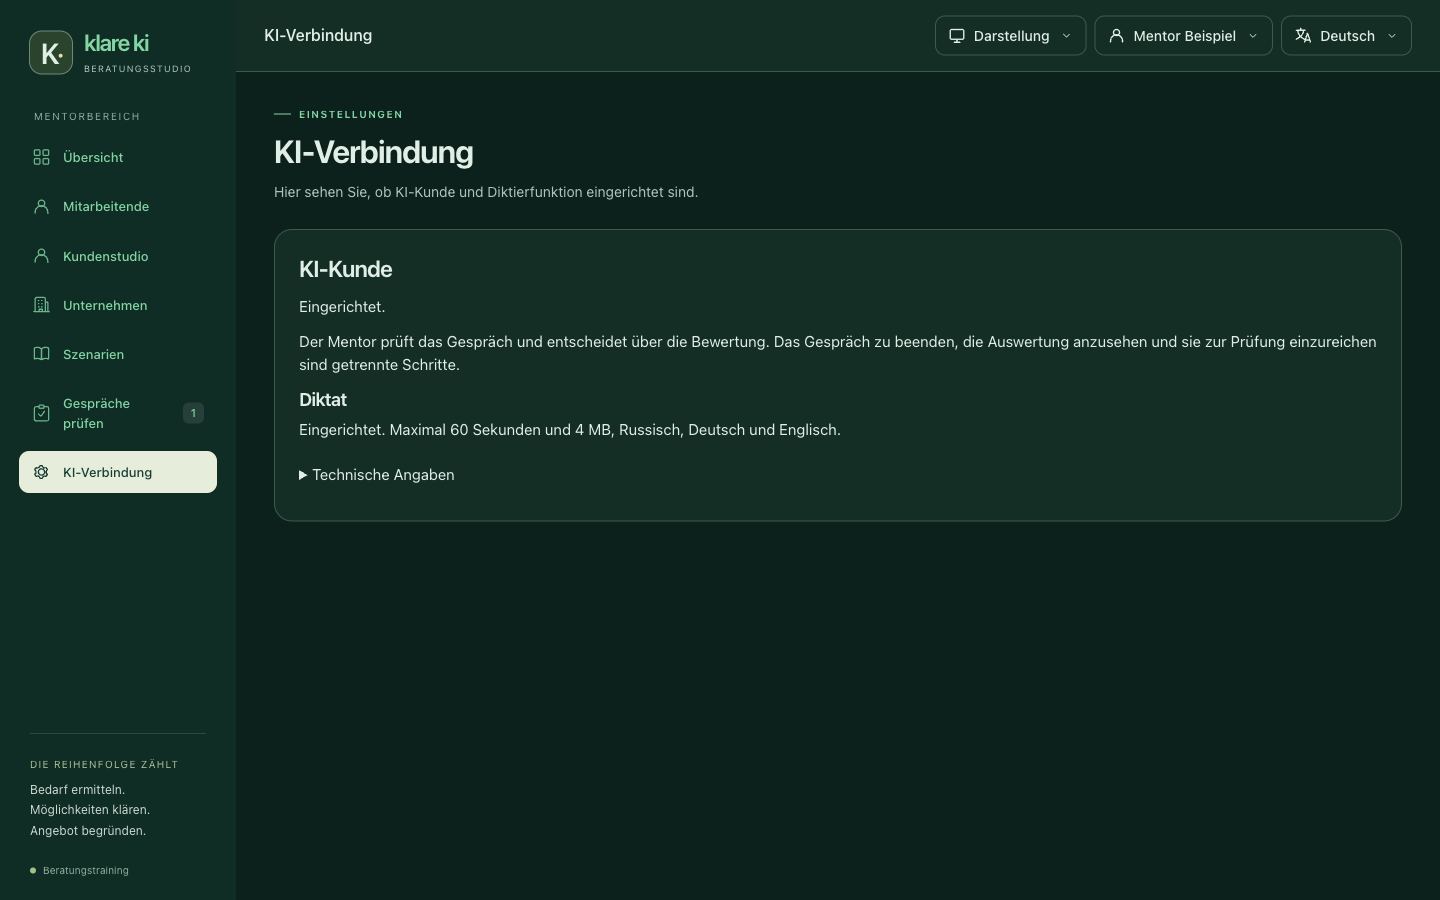 K
klare ki
BERATUNGSSTUDIO
MENTORBEREICH
Übersicht
Mitarbeitende
Kundenstudio
Unternehmen
Szenarien
Gespräche
prüfen
1
KI-Verbindung
DIE REIHENFOLGE ZÄHLT
Bedarf ermitteln.
Möglichkeiten klären.
Angebot begründen.
Beratungstraining
KI-Verbindung
Darstellung
Mentor Beispiel
Deutsch
EINSTELLUNGEN
KI-Verbindung
Hier sehen Sie, ob KI-Kunde und Diktierfunktion eingerichtet sind.
KI-Kunde
Eingerichtet.
Der Mentor prüft das Gespräch und entscheidet über die Bewertung. Das Gespräch zu beenden, die Auswertung anzusehen und sie zur Prüfung einzureichen
sind getrennte Schritte.
Diktat
Eingerichtet. Maximal 60 Sekunden und 4 MB, Russisch, Deutsch und Englisch.
Technische Angaben